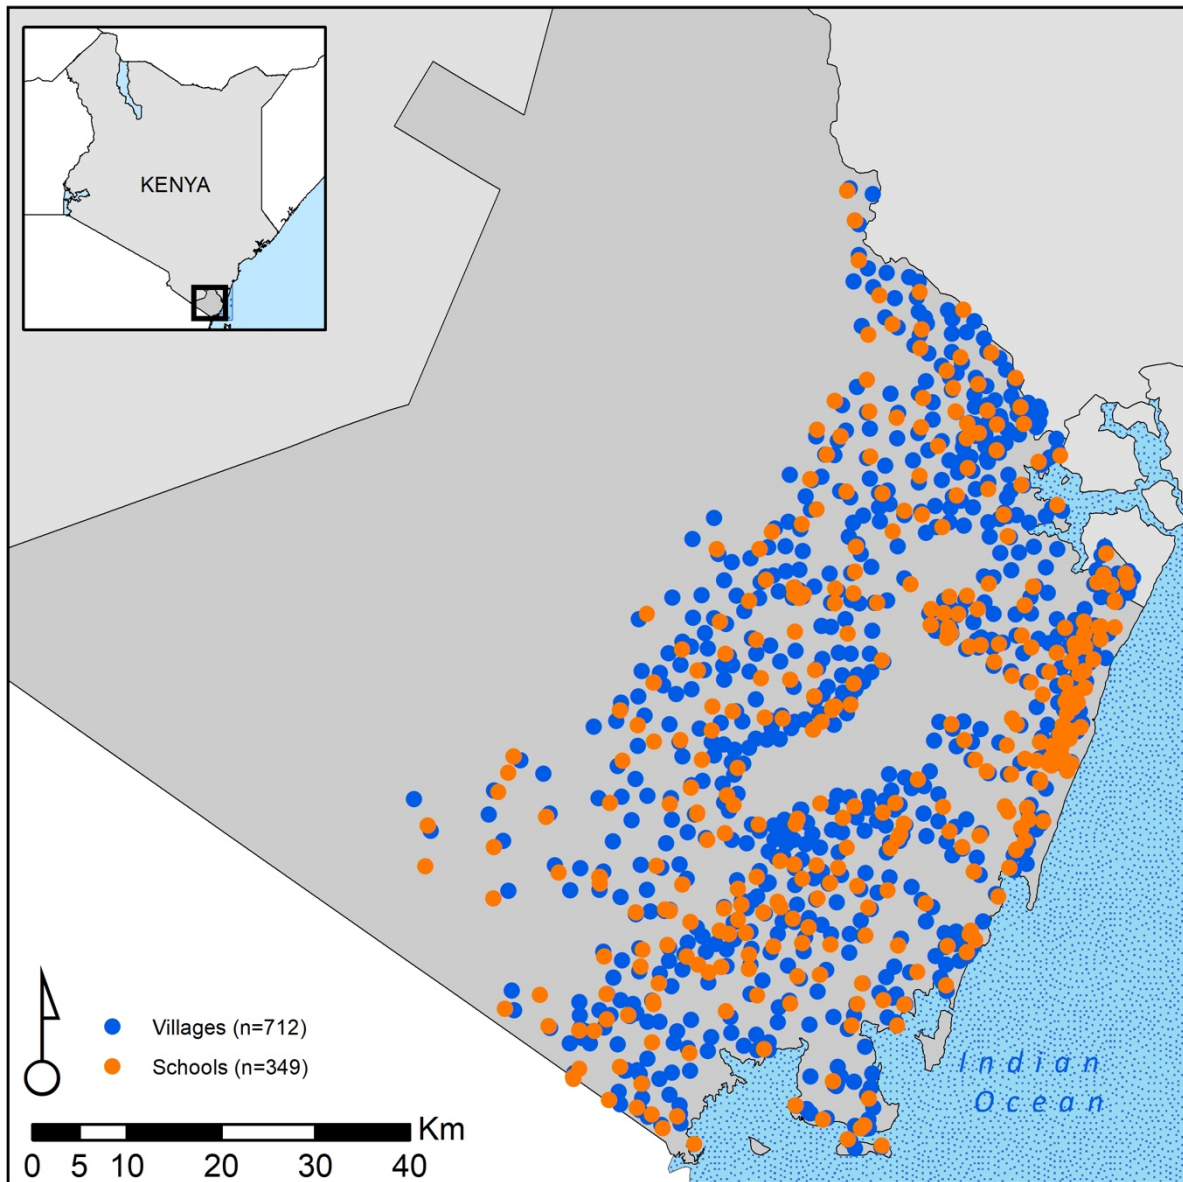 KENYA
Villages (n=712)
Schools (n=349)
Indian
Ocean
Km
0 5 10 20 30 40